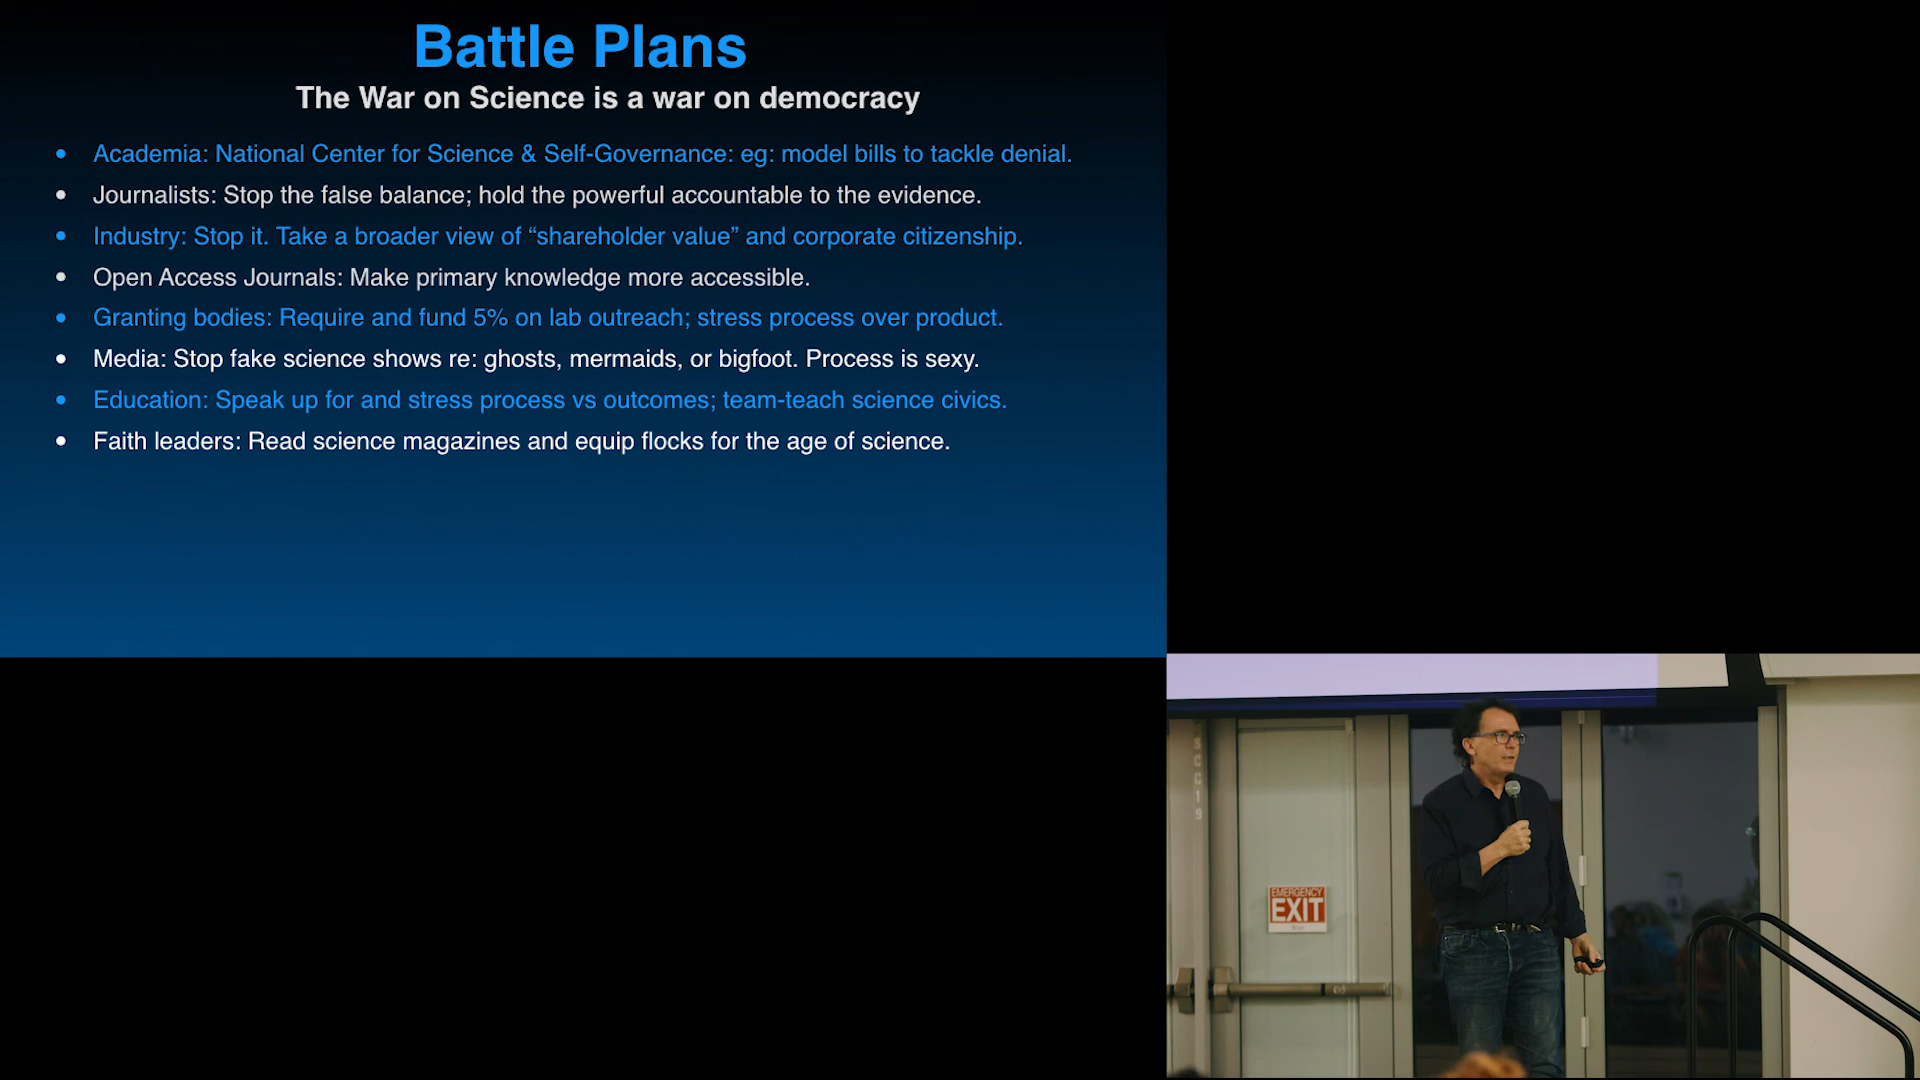 Battle Plans
The War on Science is a war on democracy
• Academia: National Center for Science & Self-Governance: eg: model bills to tackle denial.
• Journalists: Stop the false balance; hold the powerful accountable to the evidence.
• Industry: Stop it. Take a broader view of “shareholder value” and corporate citizenship.
• Open Access Journals: Make primary knowledge more accessible.
• Granting bodies: Require and fund 5% on lab outreach; stress process over product.
• Media: Stop fake science shows re: ghosts, mermaids, or bigfoot. Process is sexy.
• Education: Speak up for and stress process vs outcomes; team-teach science civics.
• Faith leaders: Read science magazines and equip flocks for the age of science.
SCC19
EMERGENCY
EXIT